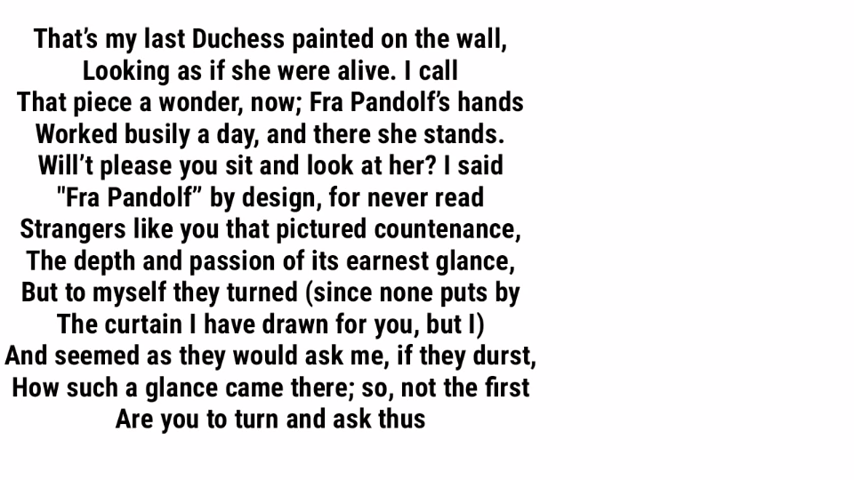 That’s my last Duchess painted on the wall,
Looking as if she were alive. I call
That piece a wonder, now; Fra Pandolf’s hands
Worked busily a day, and there she stands.
Will’t please you sit and look at her? I said
"Fra Pandolf” by design, for never read
Strangers like you that pictured countenance,
The depth and passion of its earnest glance,
But to myself they turned (since none puts by
The curtain I have drawn for you, but I)
And seemed as they would ask me, if they durst,
How such a glance came there; so, not the first
Are you to turn and ask thus